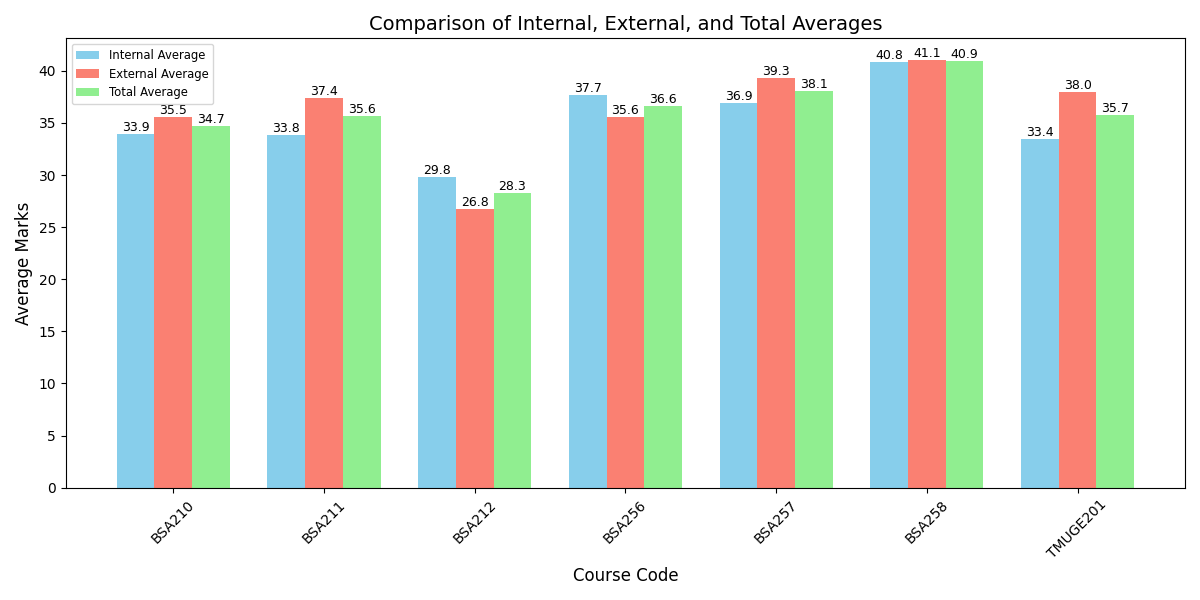 Comparison of Internal, External, and Total Averages
Internal Average
External Average
Total Average
Average Marks
40
35
30
25
20
15
10
5
0
33.9 35.5 34.7
33.8 37.4 35.6
29.8 26.8 28.3
37.7 35.6 36.6
36.9 39.3 38.1
40.8 41.1 40.9
33.4 38.0 35.7
BSA210
BSA211
BSA212
BSA256
BSA257
BSA258
TMUGE201
Course Code